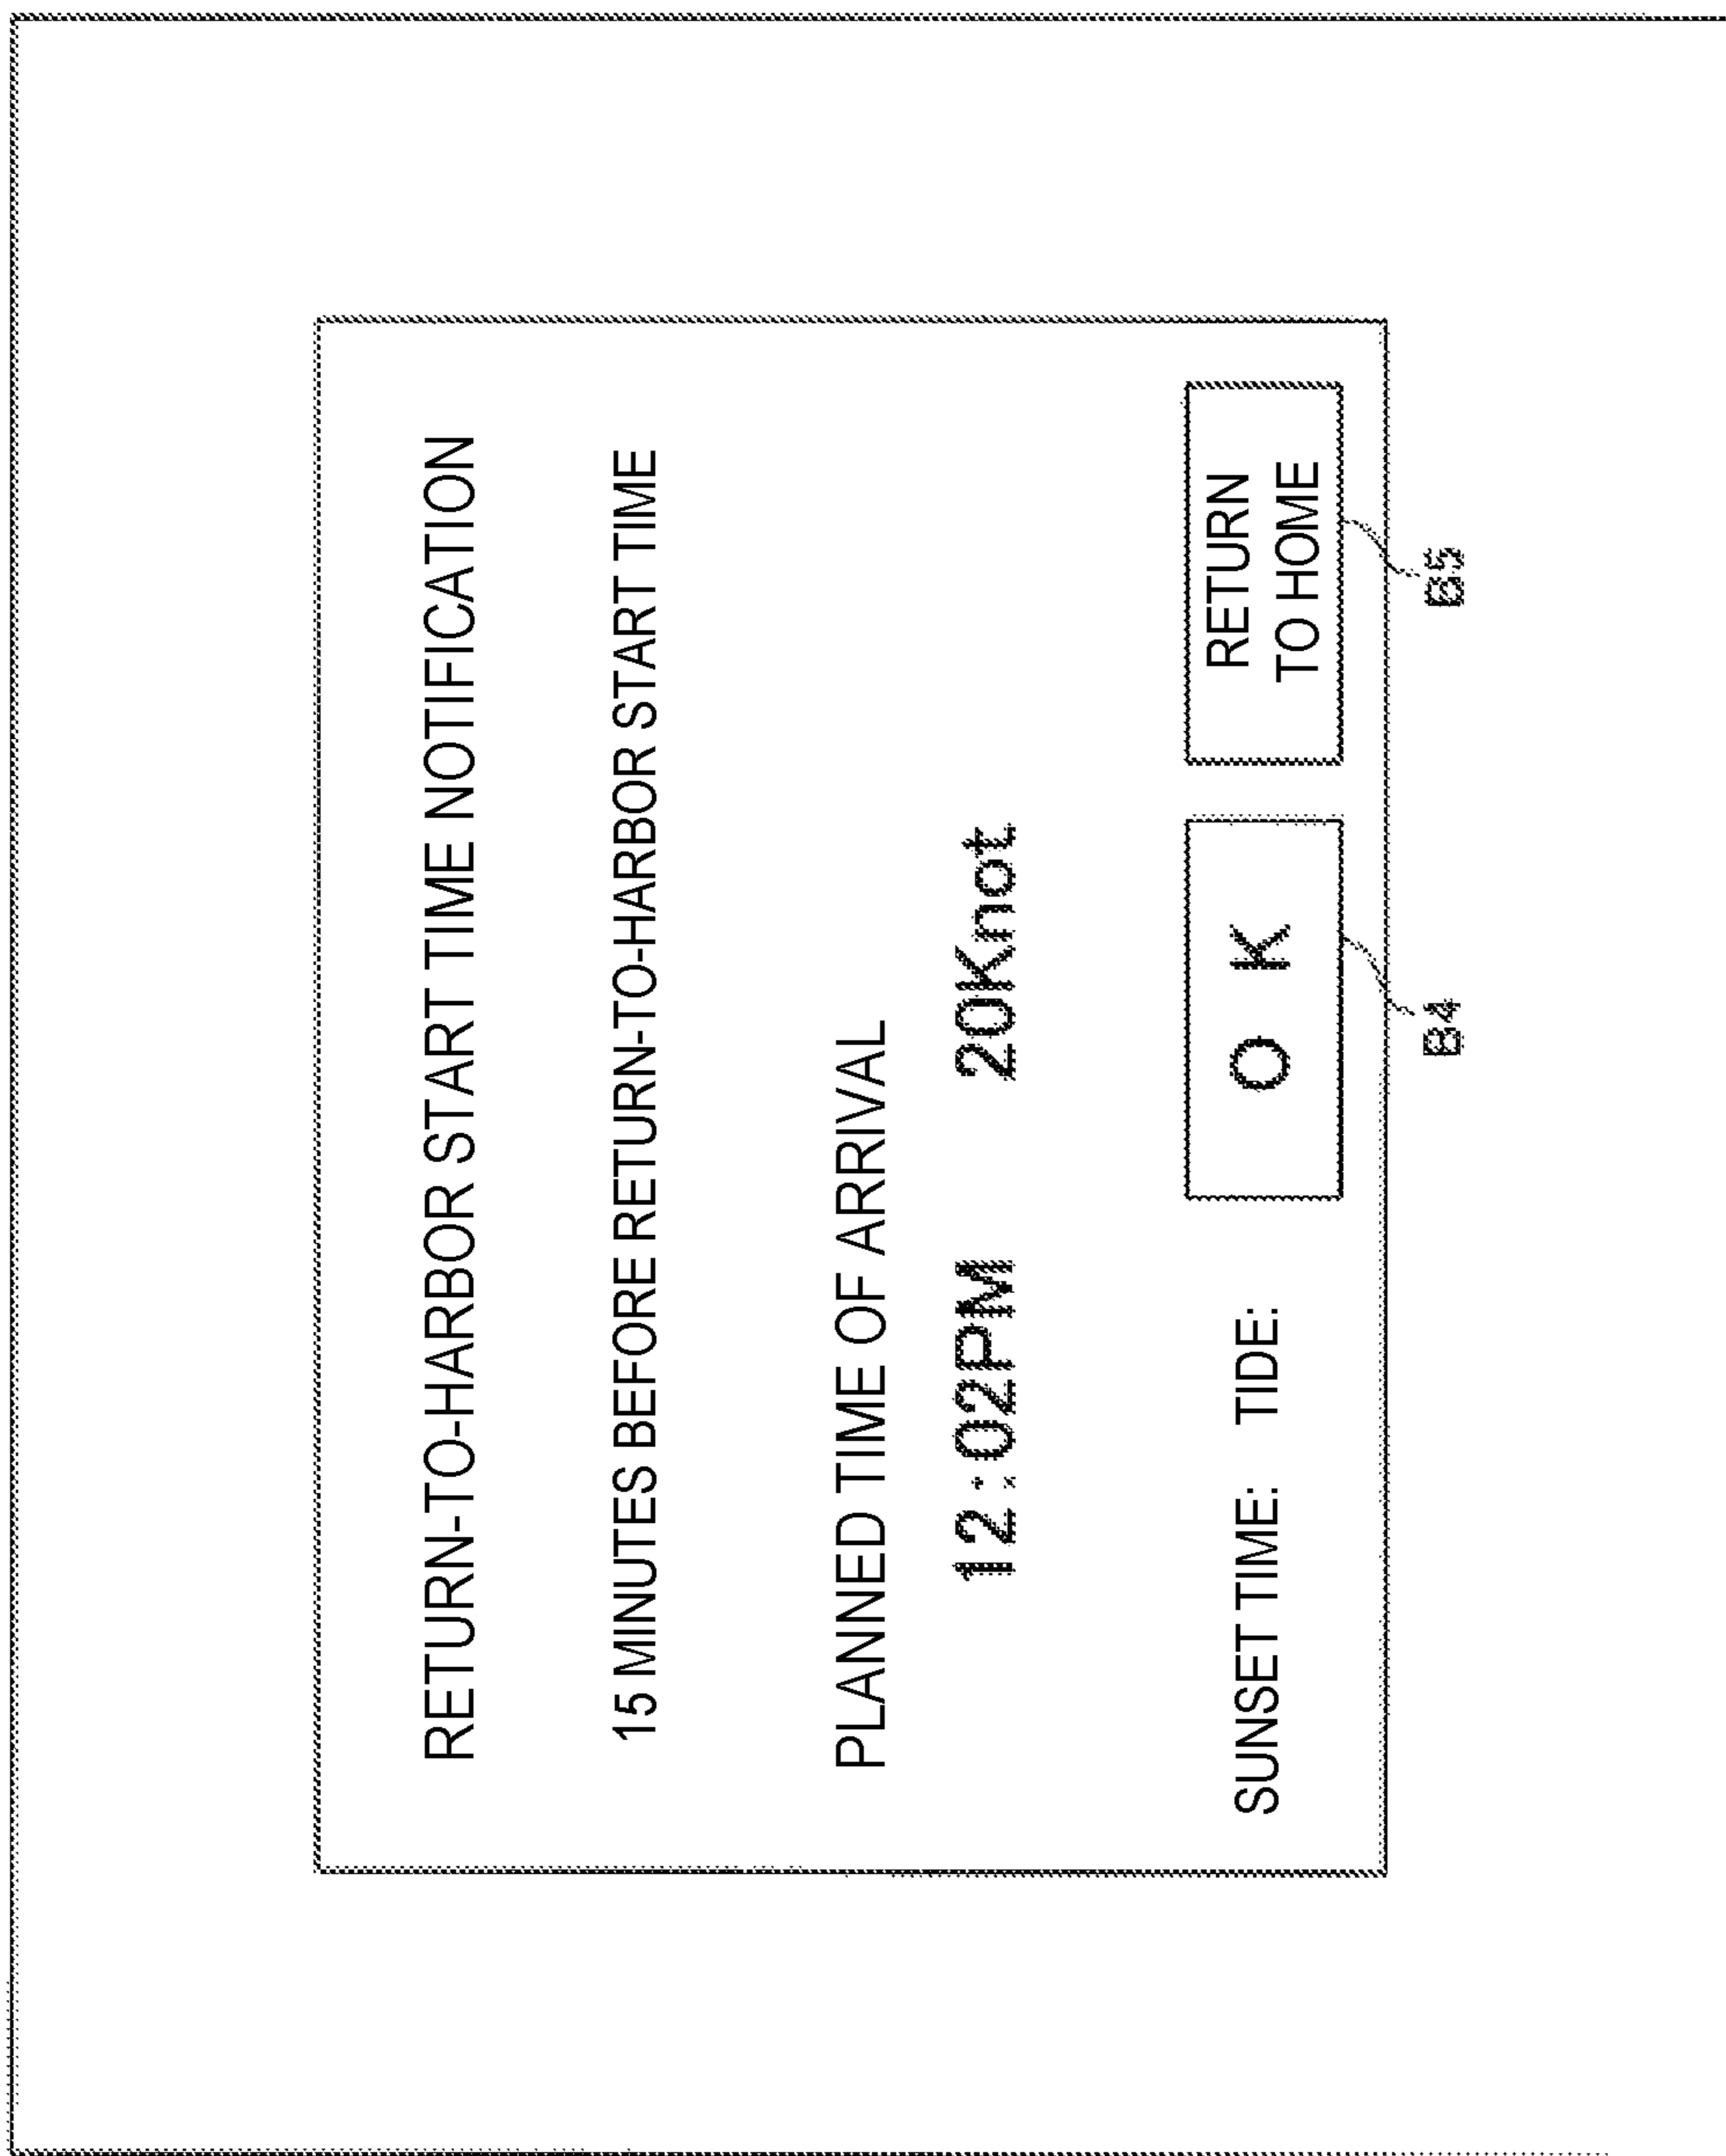 RETURN-TO-HARBOR START TIME NOTIFICATION
15 MINUTES BEFORE RETURN-TO-HARBOR START TIME
PLANNED TIME OF ARRIVAL
12:02PM 20Knot
SUNSET TIME: TIDE:
O K
RETURN
TO HOME
B4
B5